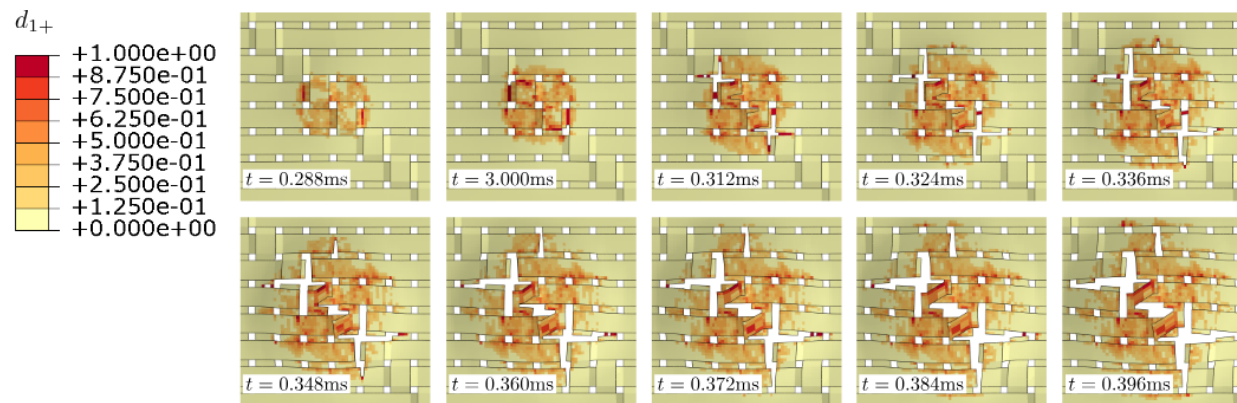 d1+
+1.000e+00
+8.750e-01
+7.500e-01
+6.250e-01
+5.000e-01
+3.750e-01
+2.500e-01
+1.250e-01
+0.000e+00
t = 0.288ms
t = 3.000ms
t = 0.312ms
t = 0.324ms
t = 0.336ms
t = 0.348ms
t = 0.360ms
t = 0.372ms
t = 0.384ms
t = 0.396ms